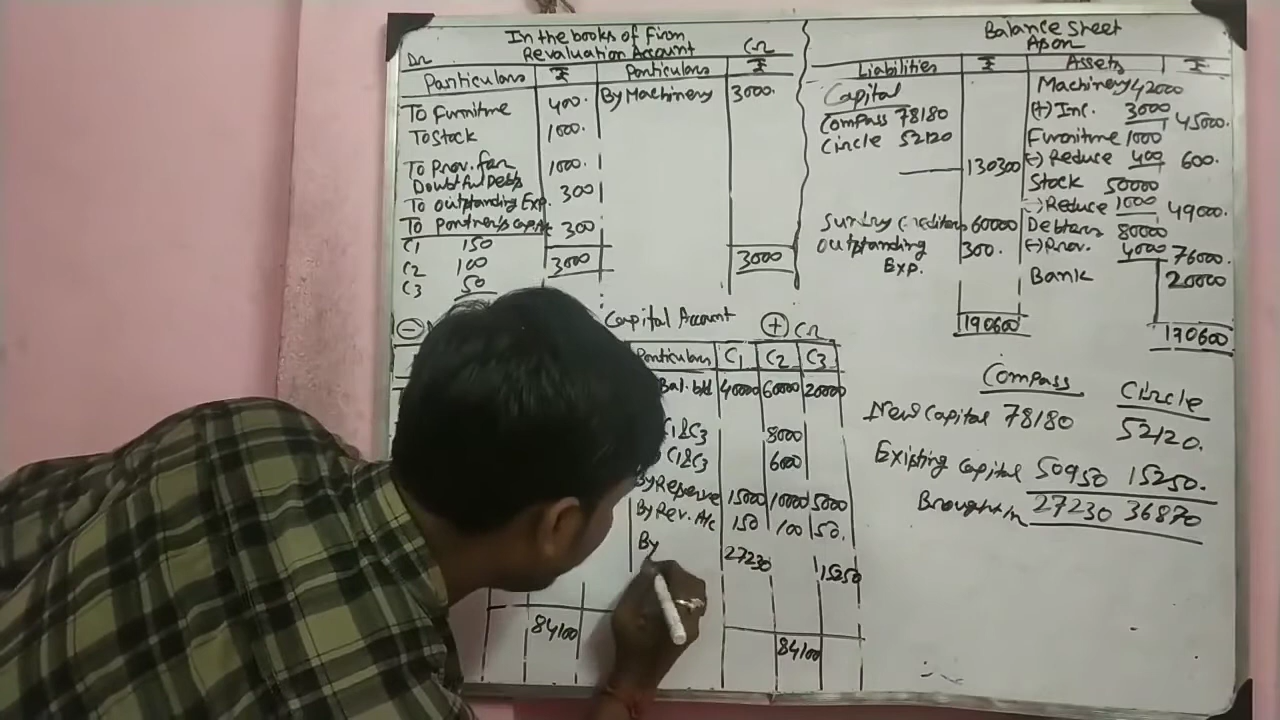 In the books of Firm
Dr Revaluation Account Cr
Particulars ₹ Particulars ₹
To Furniture 400. By Machinery 3000.
To Stock 1000.
To Prov. for 1000.
Doubtful Debts
To Outstanding Exp. 300
To Partner's Capital 300
C1 150
C2 100 3000 3000
C3 50
Capital Account + Cr
Particulars C1 C2 C3
Bal. b/d 40000 60000 20000
C1&C3 8000
C1&C3 6000
By Reserve 15000 10000 5000
By Rev. A/c 150 100 50.
By 27230 15250
84100 84100
Balance Sheet
As on
Liabilities ₹ Assets ₹
Capital Machinery 42000
Compass 78180 (+) Inc. 3000 45000.
Circle 52120 Furniture 1000
130300 (-) Reduce 400 600.
Stock 50000
(-) Reduce 1000 49000.
Sundry Creditors 60000 Debtors 80000
Outstanding 300. (-) Prov. 4000 76000.
Exp. Bank 20000
190600 190600
Compass Circle
New Capital 78180 52120.
Existing Capital 50950 15250.
Brought in 27230 36870